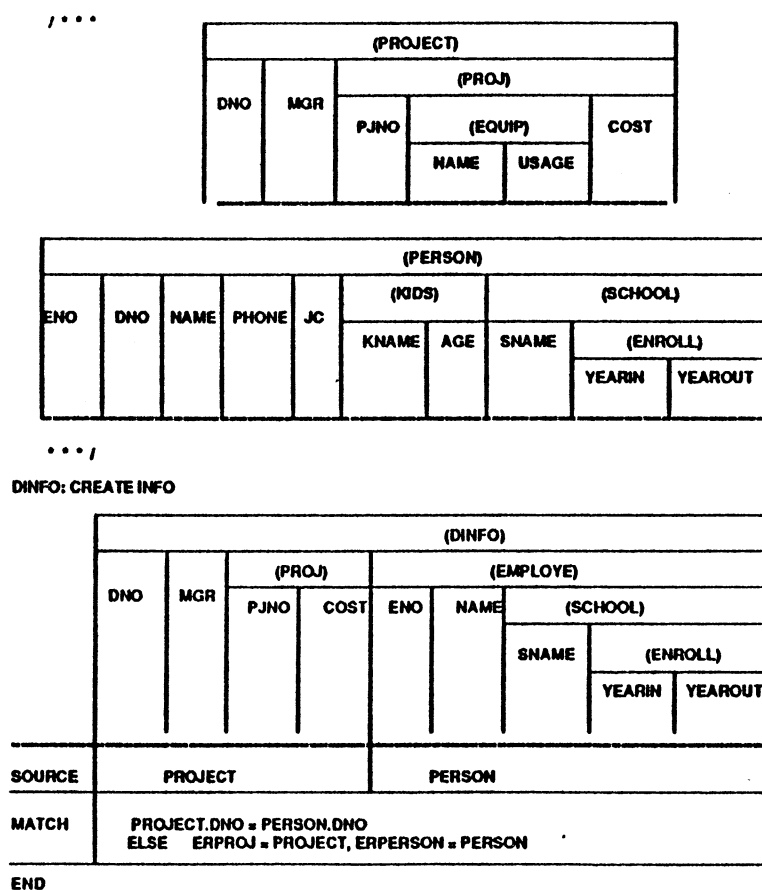 / * * *
(PROJECT)
(PROJ)
DNO MGR
PJNO (EQUIP) COST
NAME USAGE
(PERSON)
(KIDS) (SCHOOL)
ENO DNO NAME PHONE JC
KNAME AGE SNAME (ENROLL)
YEARIN YEAROUT
* * * /
DINFO: CREATE INFO
(DINFO)
(PROJ) (EMPLOYE)
DNO MGR PJNO COST ENO NAME (SCHOOL)
SNAME (ENROLL)
YEARIN YEAROUT
SOURCE PROJECT PERSON
MATCH PROJECT.DNO = PERSON.DNO
ELSE ERPROJ = PROJECT, ERPERSON = PERSON
END